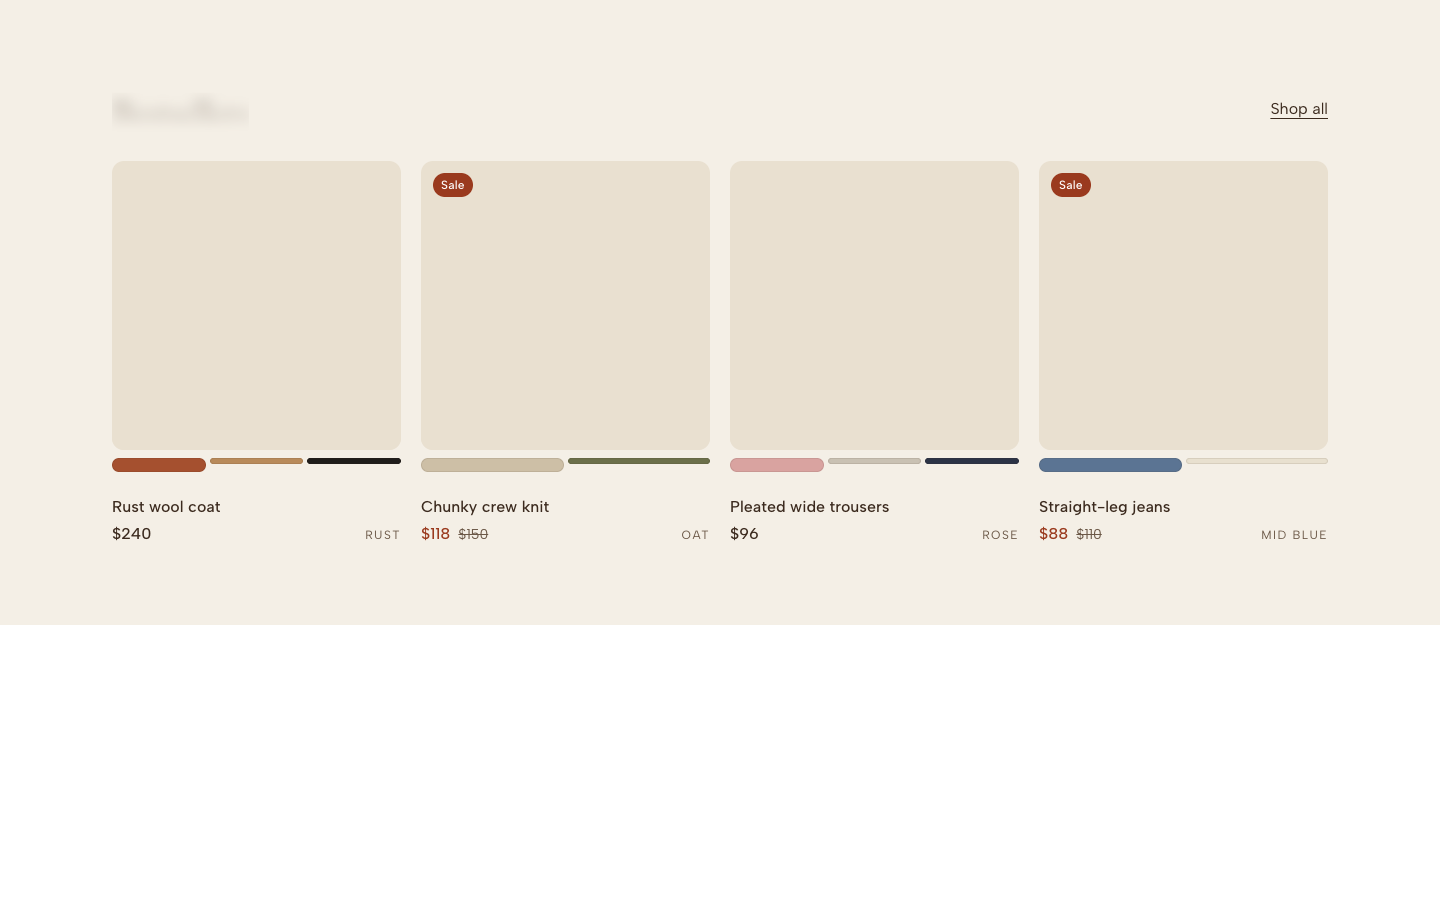 Shop all
Sale
Sale
Rust wool coat
$240
RUST
Chunky crew knit
$118 $150
OAT
Pleated wide trousers
$96
ROSE
Straight-leg jeans
$88 $110
MID BLUE